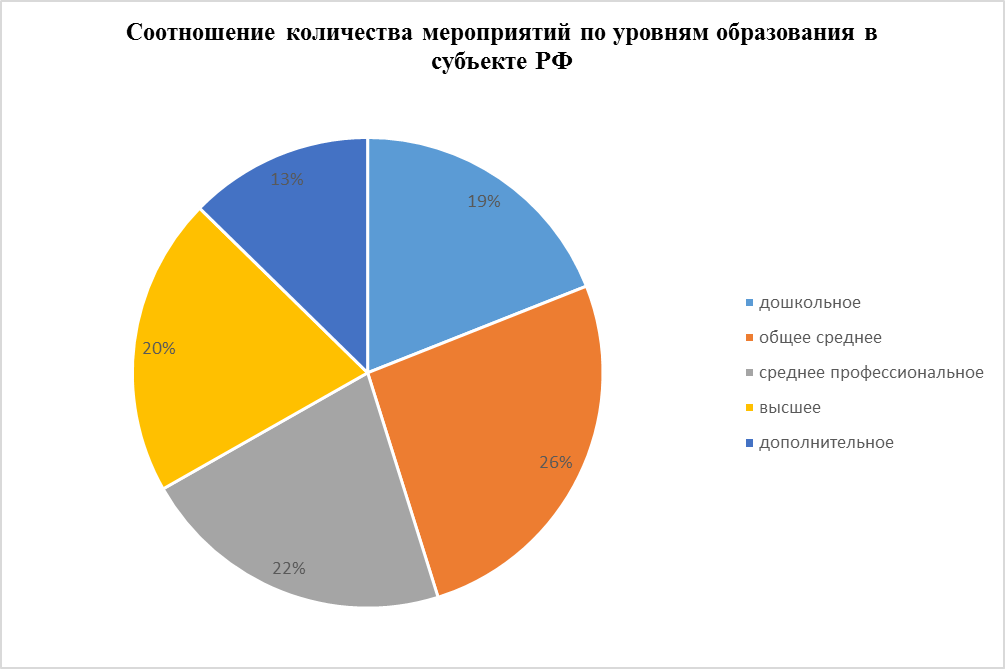 Соотношение количества мероприятий по уровням образования в
субъекте РФ
13%
19%
20%
26%
22%
дошкольное
общее среднее
среднее профессиональное
высшее
дополнительное